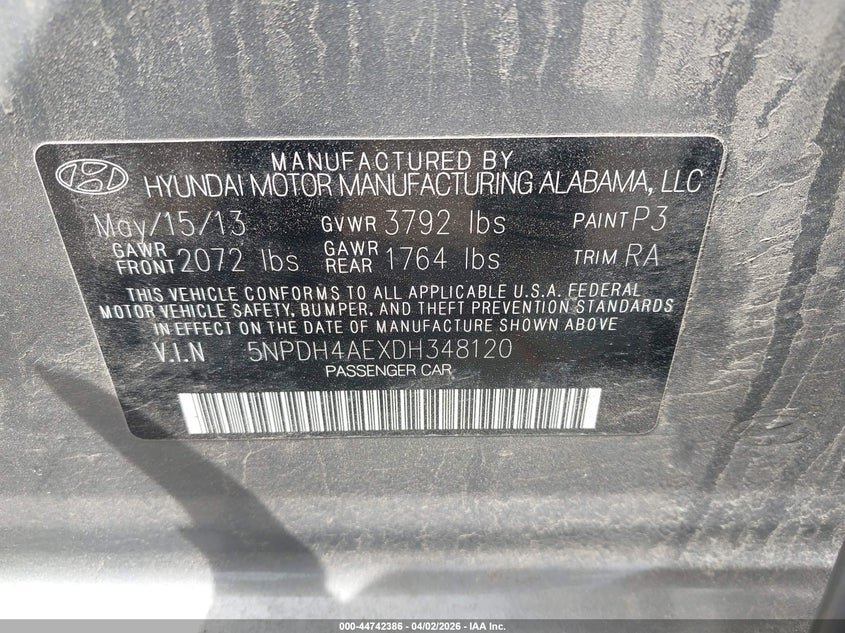 MANUFACTURED BY
HYUNDAI MOTOR MANUFACTURING ALABAMA, LLC
May/15/13 GVWR 3792 lbs PAINT P3
GAWR FRONT 2072 lbs GAWR REAR 1764 lbs TRIM RA
THIS VEHICLE CONFORMS TO ALL APPLICABLE U.S.A. FEDERAL
MOTOR VEHICLE SAFETY, BUMPER, AND THEFT PREVENTION STANDARDS
IN EFFECT ON THE DATE OF MANUFACTURE SHOWN ABOVE
V.I.N 5NPDH4AEXDH348120
PASSENGER CAR
000-44742386 - 04/02/2026 - IAA Inc.